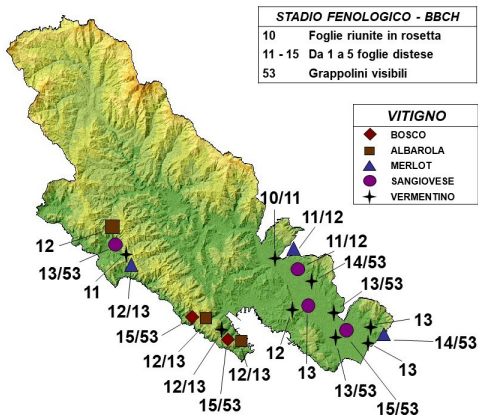 STADIO FENOLOGICO - BBCH
10 Foglie riunite in rosetta
11 - 15 Da 1 a 5 foglie distese
53 Grappolini visibili
VITIGNO
BOSCO
ALBAROLA
MERLOT
SANGIOVESE
VERMENTINO
10/11
11/12
11/12
14/53
13/53
12
13/53
11
12/13
15/53
12/13
12/13
15/53
12/13
12
13
13/53
15/53
13
13
14/53